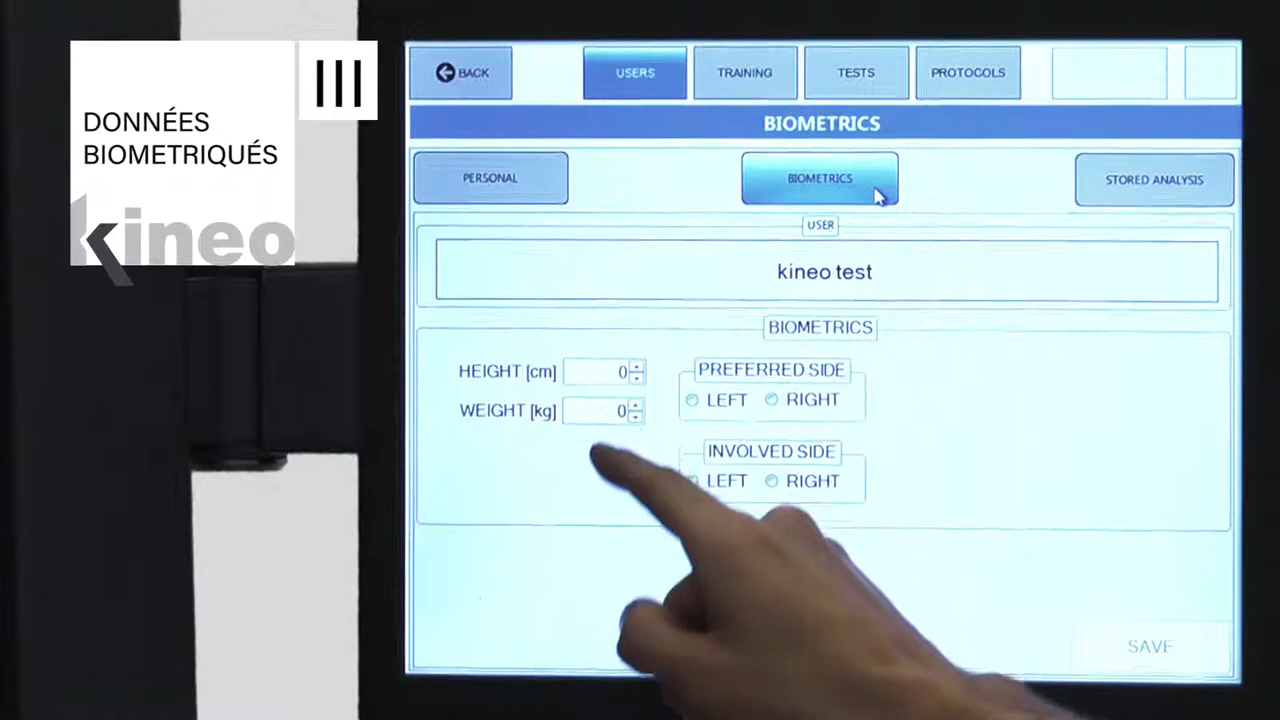 DONNÉES
BIOMETRIQUÉS
kineo
BACK
USERS
TRAINING
TESTS
PROTOCOLS
BIOMETRICS
PERSONAL
BIOMETRICS
STORED ANALYSIS
USER
kineo test
BIOMETRICS
HEIGHT [cm] 0
WEIGHT [kg] 0
PREFERRED SIDE
LEFT RIGHT
INVOLVED SIDE
LEFT RIGHT
SAVE